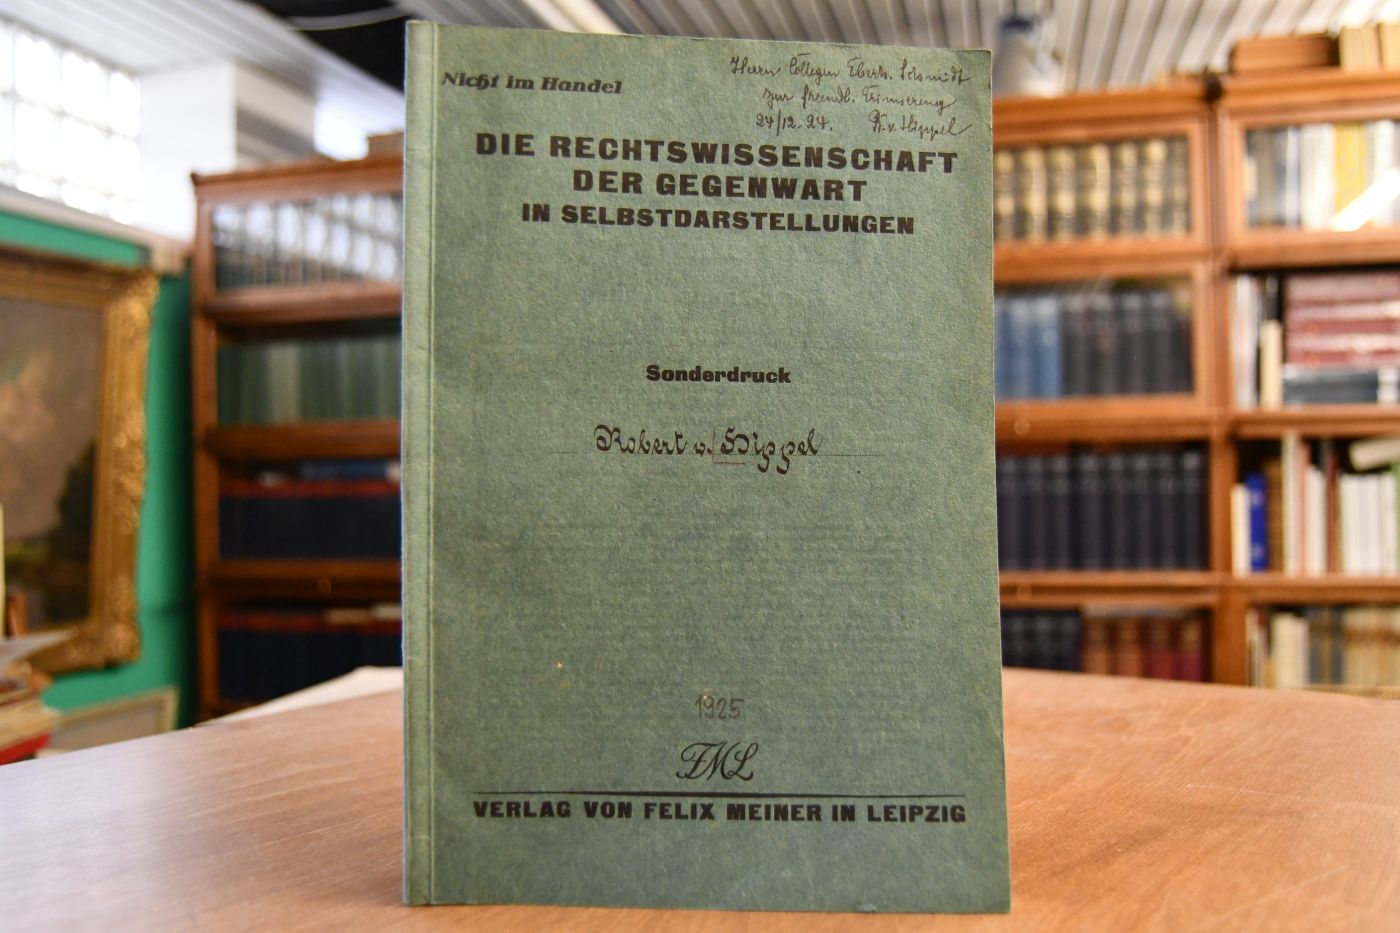 Nicht im Handel
Herrn Collegen Eberh. Schmidt
zur freundl. Erinnerung
24/12.24. R. v. Hippel
DIE RECHTSWISSENSCHAFT
DER GEGENWART
IN SELBSTDARSTELLUNGEN
Sonderdruck
Robert v. Hippel
1925
FML
VERLAG VON FELIX MEINER IN LEIPZIG